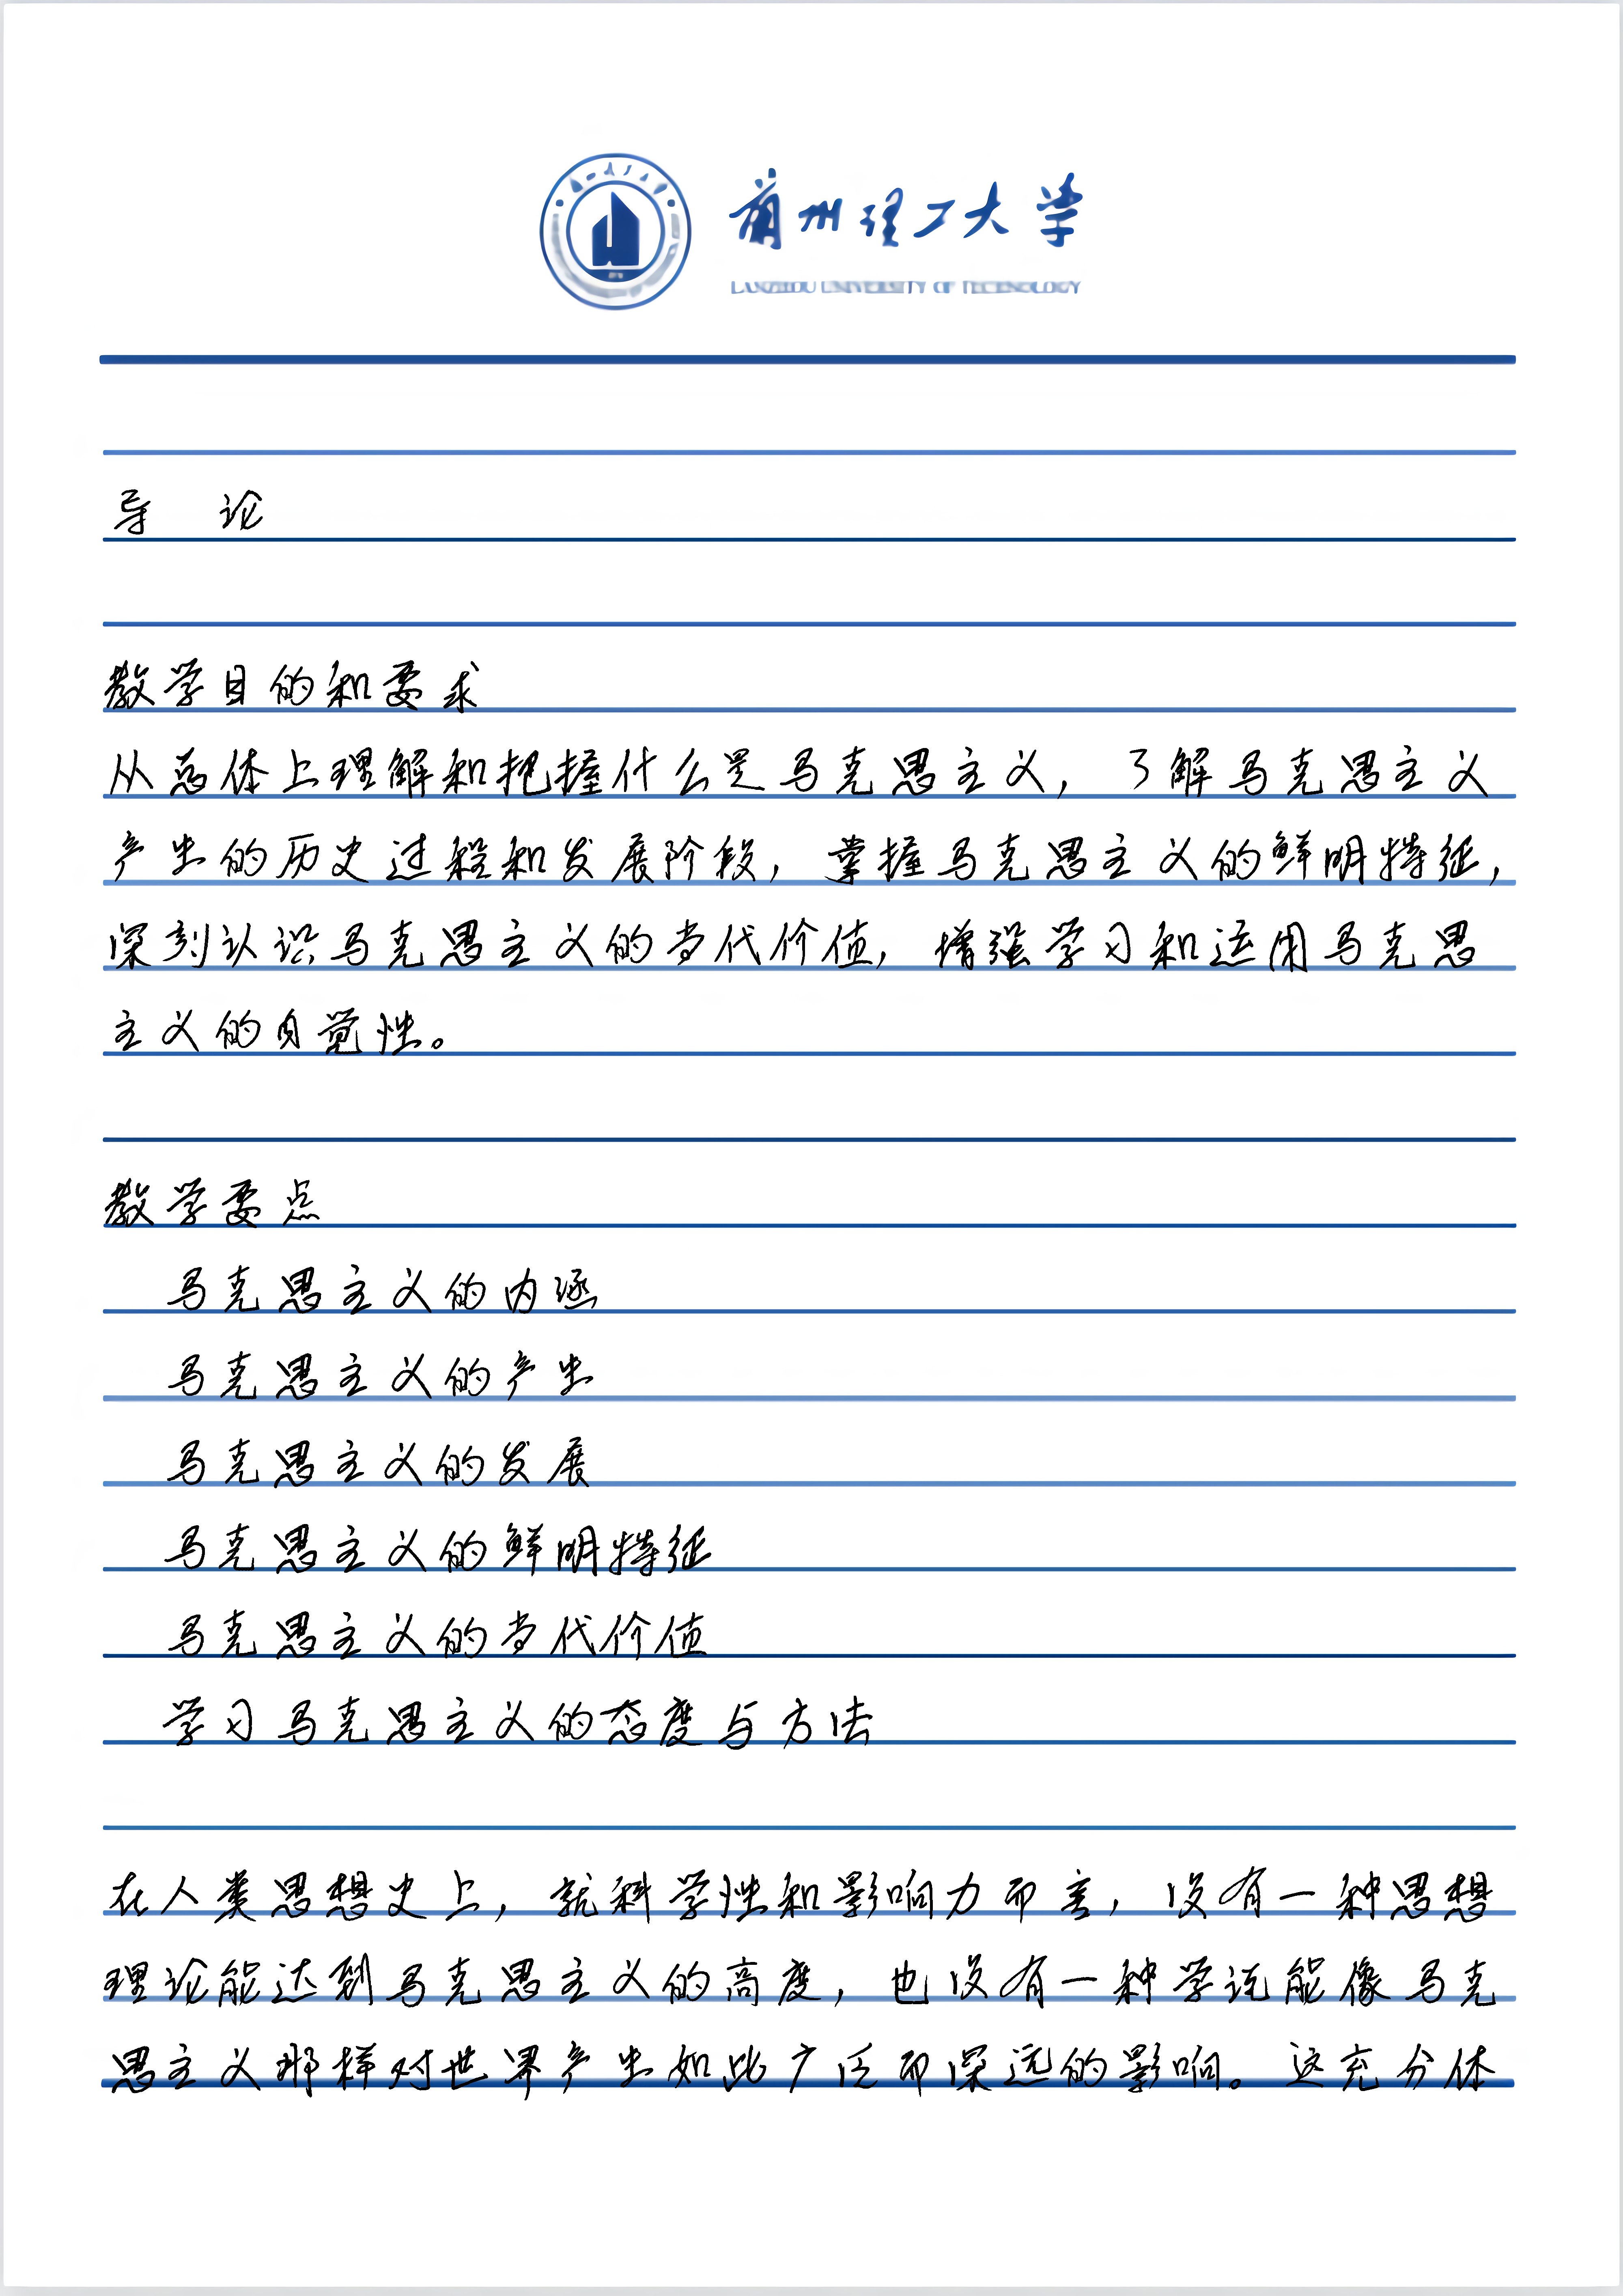 兰州理工大学
LANZHOU UNIVERSITY OF TECHNOLOGY
导 论
教学目的和要求
从总体上理解和把握什么是马克思主义，了解马克思主义
产生的历史过程和发展阶段，掌握马克思主义的鲜明特征，
深刻认识马克思主义的当代价值，增强学习和运用马克思
主义的自觉性。
教学要点
马克思主义的内涵
马克思主义的产生
马克思主义的发展
马克思主义的鲜明特征
马克思主义的当代价值
学习马克思主义的态度与方法
在人类思想史上，就科学性和影响力而言，没有一种思想
理论能达到马克思主义的高度，也没有一种学说能像马克
思主义那样对世界产生如此广泛而深远的影响。这充分体